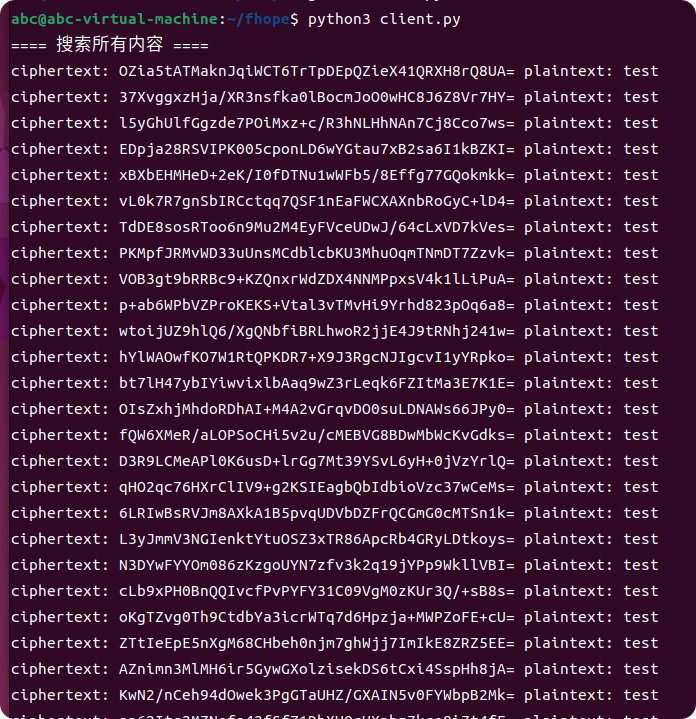 abc@abc-virtual-machine:~/fhope$ python3 client.py
==== 搜索所有内容 ====
ciphertext: OZia5tATMaknJqiWCT6TrTpDEpQZieX41QRXH8rQ8UA= plaintext: test
ciphertext: 37XvggxzHja/XR3nsfka0lBocmJoO0wHC8J6Z8Vr7HY= plaintext: test
ciphertext: l5yGhUlfGgzde7POiMxz+c/R3hNLHhNAn7Cj8Cco7ws= plaintext: test
ciphertext: EDpja28RSVIPK005cponLD6wYGtau7xB2sa6I1kBZKI= plaintext: test
ciphertext: xBXbEHMHeD+2eK/I0fDTNu1wWFb5/8Effg77GQokmkk= plaintext: test
ciphertext: vL0k7R7gnSbIRCctqq7QSF1nEaFWCXAXnbRoGyC+lD4= plaintext: test
ciphertext: TdDE8sosRToo6n9Mu2M4EyFVceUDwJ/64cLxVD7kVes= plaintext: test
ciphertext: PKMpfJRMvWD33uUnsMCdblcbKU3MhuOqmTNmDT7Zzvk= plaintext: test
ciphertext: VOB3gt9bRRBc9+KZQnxrWdZDX4NNMPpxsV4k1lLiPuA= plaintext: test
ciphertext: p+ab6WPbVZProKEKS+Vtal3vTMvHi9Yrhd823pOq6a8= plaintext: test
ciphertext: wtoijUZ9hlQ6/XgQNbfiBRLhwoR2jjE4J9tRNhj241w= plaintext: test
ciphertext: hYlWAOwfKO7W1RtQPKDR7+X9J3RgcNJIgcvI1yYRpko= plaintext: test
ciphertext: bt7lH47ybIYiwvixlbAaq9wZ3rLeqk6FZItMa3E7K1E= plaintext: test
ciphertext: OIsZxhjMhdoRDhAI+M4A2vGrqvDO0suLDNAWs66JPy0= plaintext: test
ciphertext: fQW6XMeR/aLOPSoCHi5v2u/cMEBVG8BDwMbWcKvGdks= plaintext: test
ciphertext: D3R9LCMeAPl0K6usD+lrGg7Mt39YSvL6yH+0jVzYrlQ= plaintext: test
ciphertext: qHO2qc76HXrClIV9+g2KSIEagbQbIdbioVzc37wCeMs= plaintext: test
ciphertext: 6LRIwBsRVJm8AXkA1B5pvqUDVbDZFrQCGmG0cMTSn1k= plaintext: test
ciphertext: L3yJmmV3NGIenktYtuOSZ3xTR86ApcRb4GRyLDtkoys= plaintext: test
ciphertext: N3DYwFYYOm086zKzgoUYN7zfv3k2q19jYPp9WkllVBI= plaintext: test
ciphertext: cLb9xPH0BnQQIvcfPvPYFY31C09VgM0zKUr3Q/+sB8s= plaintext: test
ciphertext: oKgTZvg0Th9CtdbYa3icrWTq7d6Hpzja+MWPZoFE+cU= plaintext: test
ciphertext: ZTtIeEpE5nXgM68CHbeh0njm7ghWjj7ImIkE8ZRZ5EE= plaintext: test
ciphertext: AZnimn3MlMH6ir5GywGXolzisekDS6tCxi4SspHh8jA= plaintext: test
ciphertext: KwN2/nCeh94dOwek3PgGTaUHZ/GXAIN5v0FYWbpB2Mk= plaintext: test